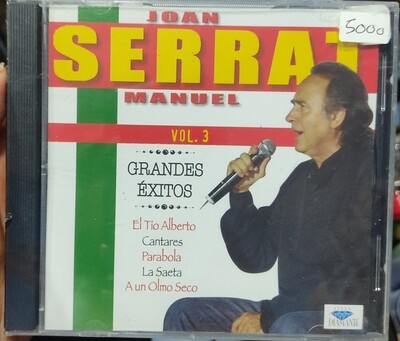 JOAN
5000
SERRAT
MANUEL
VOL. 3
GRANDES
ÉXITOS
El Tío Alberto
Cantares
Parabola
La Saeta
A un Olmo Seco
DIAMANTE